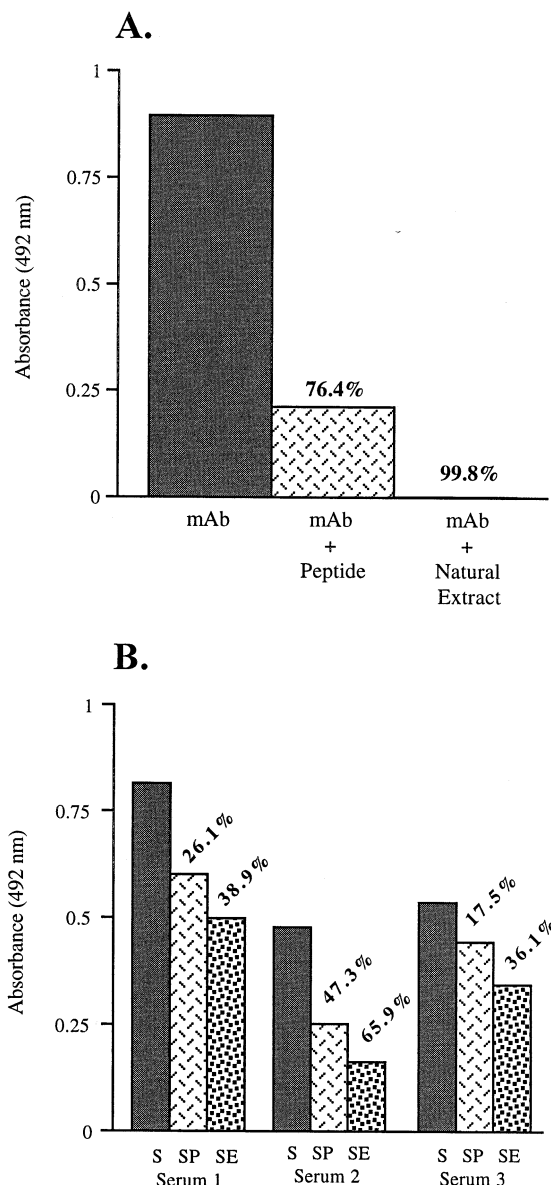 A.
1
0.75
0.5
0.25
0
Absorbance (492 nm)
76.4%
99.8%
mAb
mAb
+
Peptide
mAb
+
Natural
Extract
B.
1
0.75
0.5
0.25
0
Absorbance (492 nm)
26.1%
38.9%
47.3%
65.9%
17.5%
36.1%
S SP SE
Serum 1
S SP SE
Serum 2
S SP SE
Serum 3